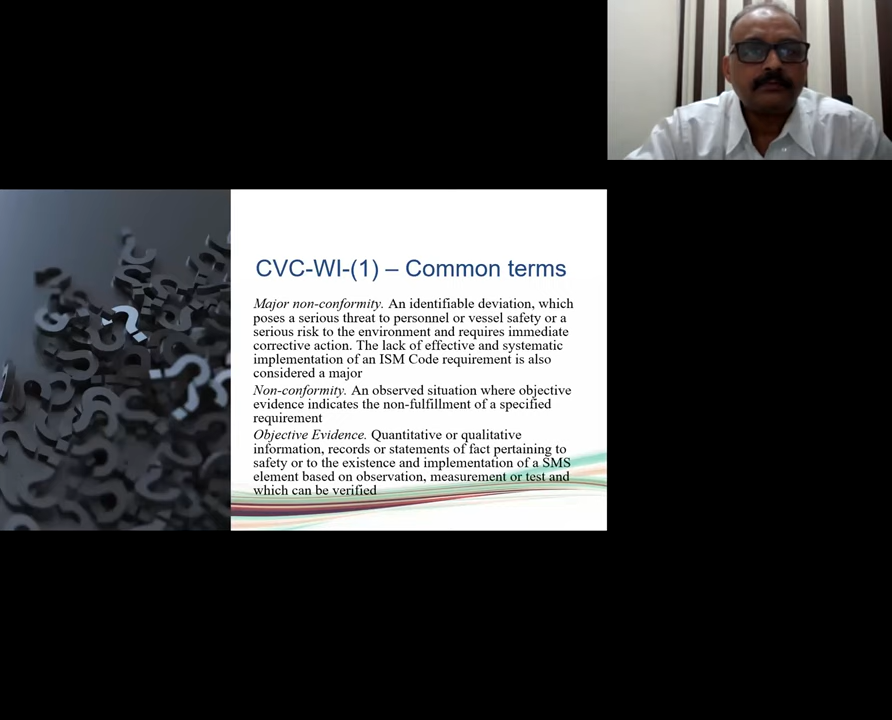 CVC-WI-(1) – Common terms
Major non-conformity. An identifiable deviation, which
poses a serious threat to personnel or vessel safety or a
serious risk to the environment and requires immediate
corrective action. The lack of effective and systematic
implementation of an ISM Code requirement is also
considered a major
Non-conformity. An observed situation where objective
evidence indicates the non-fulfillment of a specified
requirement
Objective Evidence. Quantitative or qualitative
information, records or statements of fact pertaining to
safety or to the existence and implementation of a SMS
element based on observation, measurement or test and
which can be verified